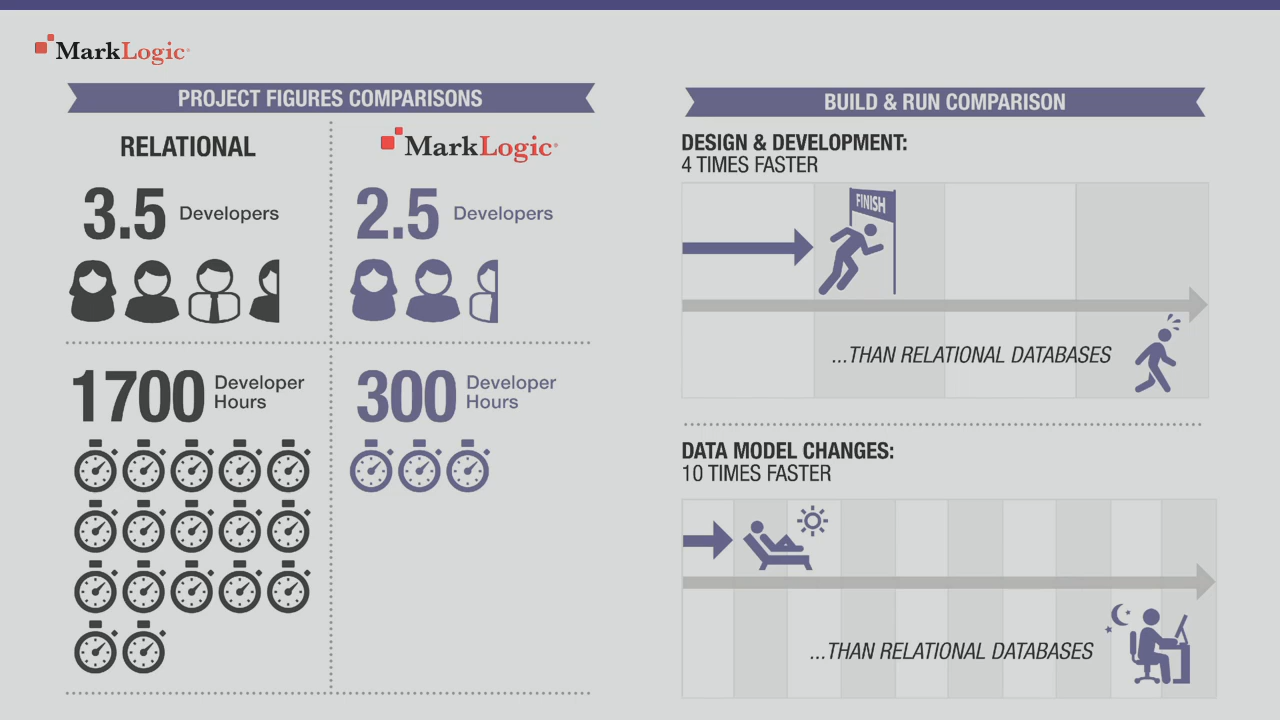 MarkLogic
PROJECT FIGURES COMPARISONS
RELATIONAL
MarkLogic
3.5 Developers
2.5 Developers
1700 Developer
Hours
300 Developer
Hours
BUILD & RUN COMPARISON
DESIGN & DEVELOPMENT:
4 TIMES FASTER
FINISH
...THAN RELATIONAL DATABASES
DATA MODEL CHANGES:
10 TIMES FASTER
...THAN RELATIONAL DATABASES